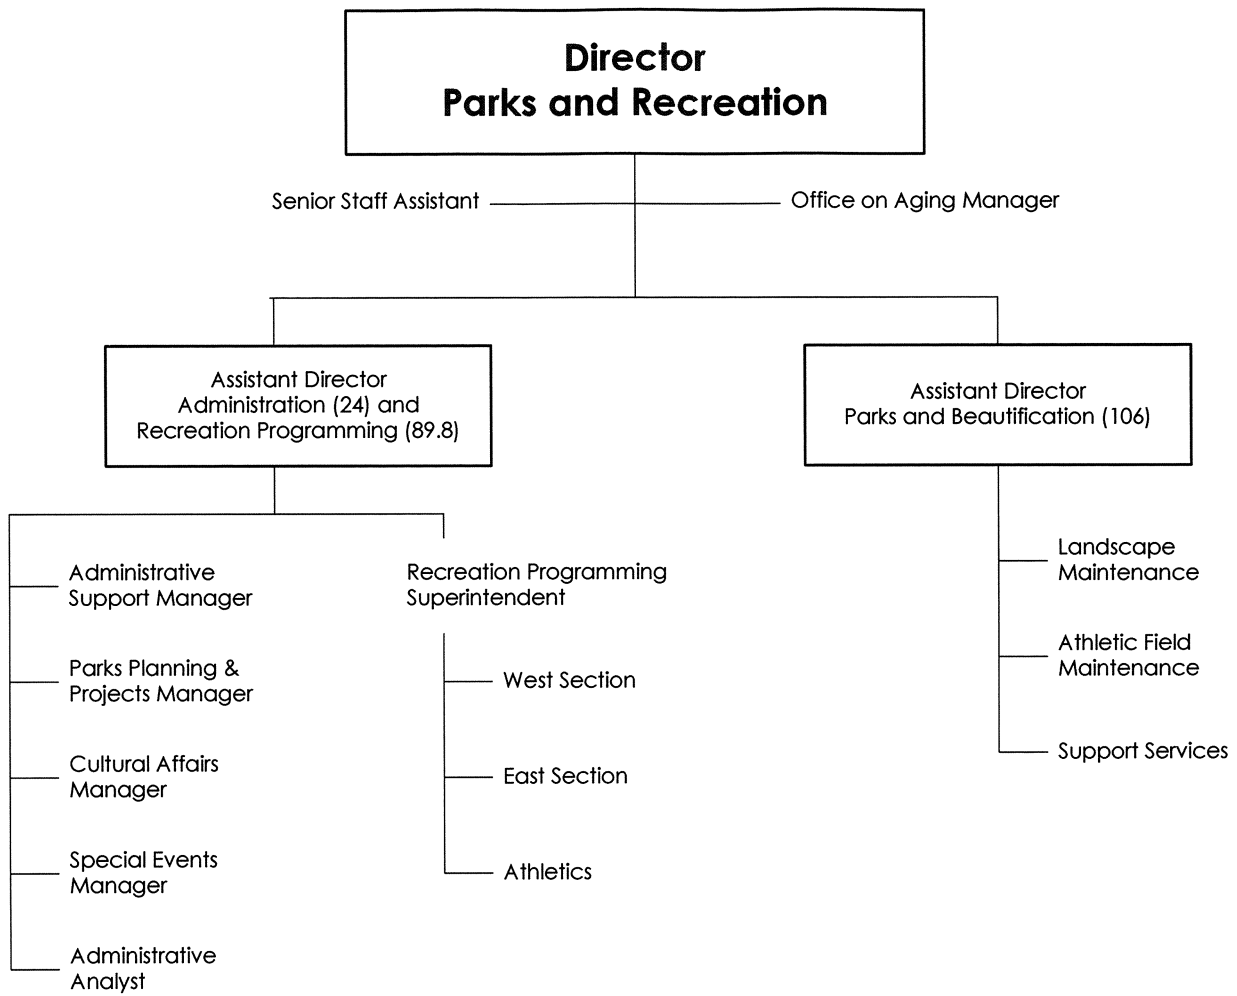 Director
Parks and Recreation
Senior Staff Assistant
Office on Aging Manager
Assistant Director
Administration (24) and
Recreation Programming (89.8)
Assistant Director
Parks and Beautification (106)
Administrative
Support Manager
Parks Planning &
Projects Manager
Cultural Affairs
Manager
Special Events
Manager
Administrative
Analyst
Recreation Programming
Superintendent
West Section
East Section
Athletics
Landscape
Maintenance
Athletic Field
Maintenance
Support Services